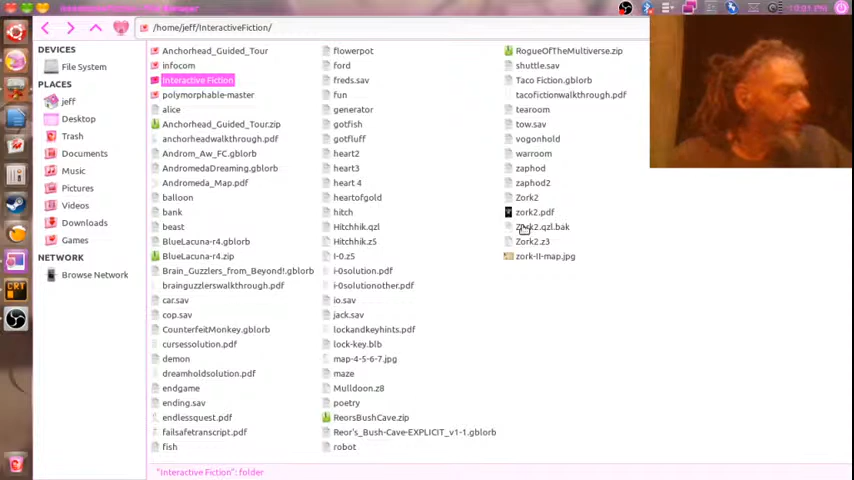 10:01 PM
/home/jeff/InteractiveFiction/
DEVICES
File System
PLACES
jeff
Desktop
Trash
Documents
Music
Pictures
Videos
Downloads
Games
NETWORK
Browse Network
Anchorhead_Guided_Tour
infocom
Interactive Fiction
polymorphable-master
alice
Anchorhead_Guided_Tour.zip
anchorheadwalkthrough.pdf
Androm_Aw_FC.gblorb
AndromedaDreaming.gblorb
Andromeda_Map.pdf
balloon
bank
beast
BlueLacuna-r4.gblorb
BlueLacuna-r4.zip
Brain_Guzzlers_from_Beyond!.gblorb
brainguzzlerswalkthrough.pdf
car.sav
cop.sav
CounterfeitMonkey.gblorb
cursessolution.pdf
demon
dreamholdsolution.pdf
endgame
ending.sav
endlessquest.pdf
failsafetranscript.pdf
fish
flowerpot
ford
freds.sav
fun
generator
gotfish
gotfluff
heart2
heart3
heart 4
heartofgold
hitch
Hitchhik.qzl
Hitchhik.z5
I-0.z5
i-0solution.pdf
i-0solutionother.pdf
io.sav
jack.sav
lockandkeyhints.pdf
lock-key.blb
map-4-5-6-7.jpg
maze
Mulldoon.z8
poetry
ReorsBushCave.zip
Reor's_Bush-Cave-EXPLICIT_v1-1.gblorb
robot
RogueOfTheMultiverse.zip
shuttle.sav
Taco Fiction.gblorb
tacofictionwalkthrough.pdf
tearoom
tow.sav
vogonhold
warroom
zaphod
zaphod2
Zork2
zork2.pdf
Zork2.qzl.bak
Zork2.z3
zork-II-map.jpg
"Interactive Fiction": folder
CRT